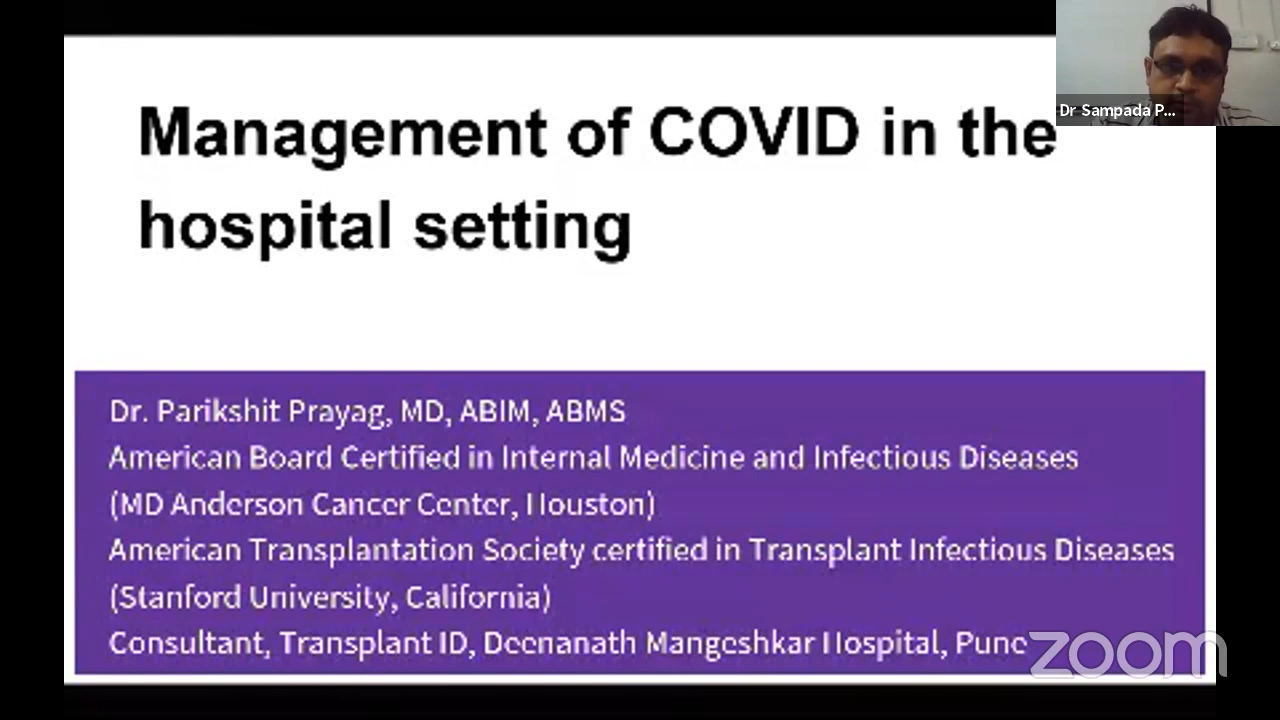 Management of COVID in the
hospital setting
Dr Sampada P...
Dr. Parikshit Prayag, MD, ABIM, ABMS
American Board Certified in Internal Medicine and Infectious Diseases
(MD Anderson Cancer Center, Houston)
American Transplantation Society certified in Transplant Infectious Diseases
(Stanford University, California)
Consultant, Transplant ID, Deenanath Mangeshkar Hospital, Pune
zoom